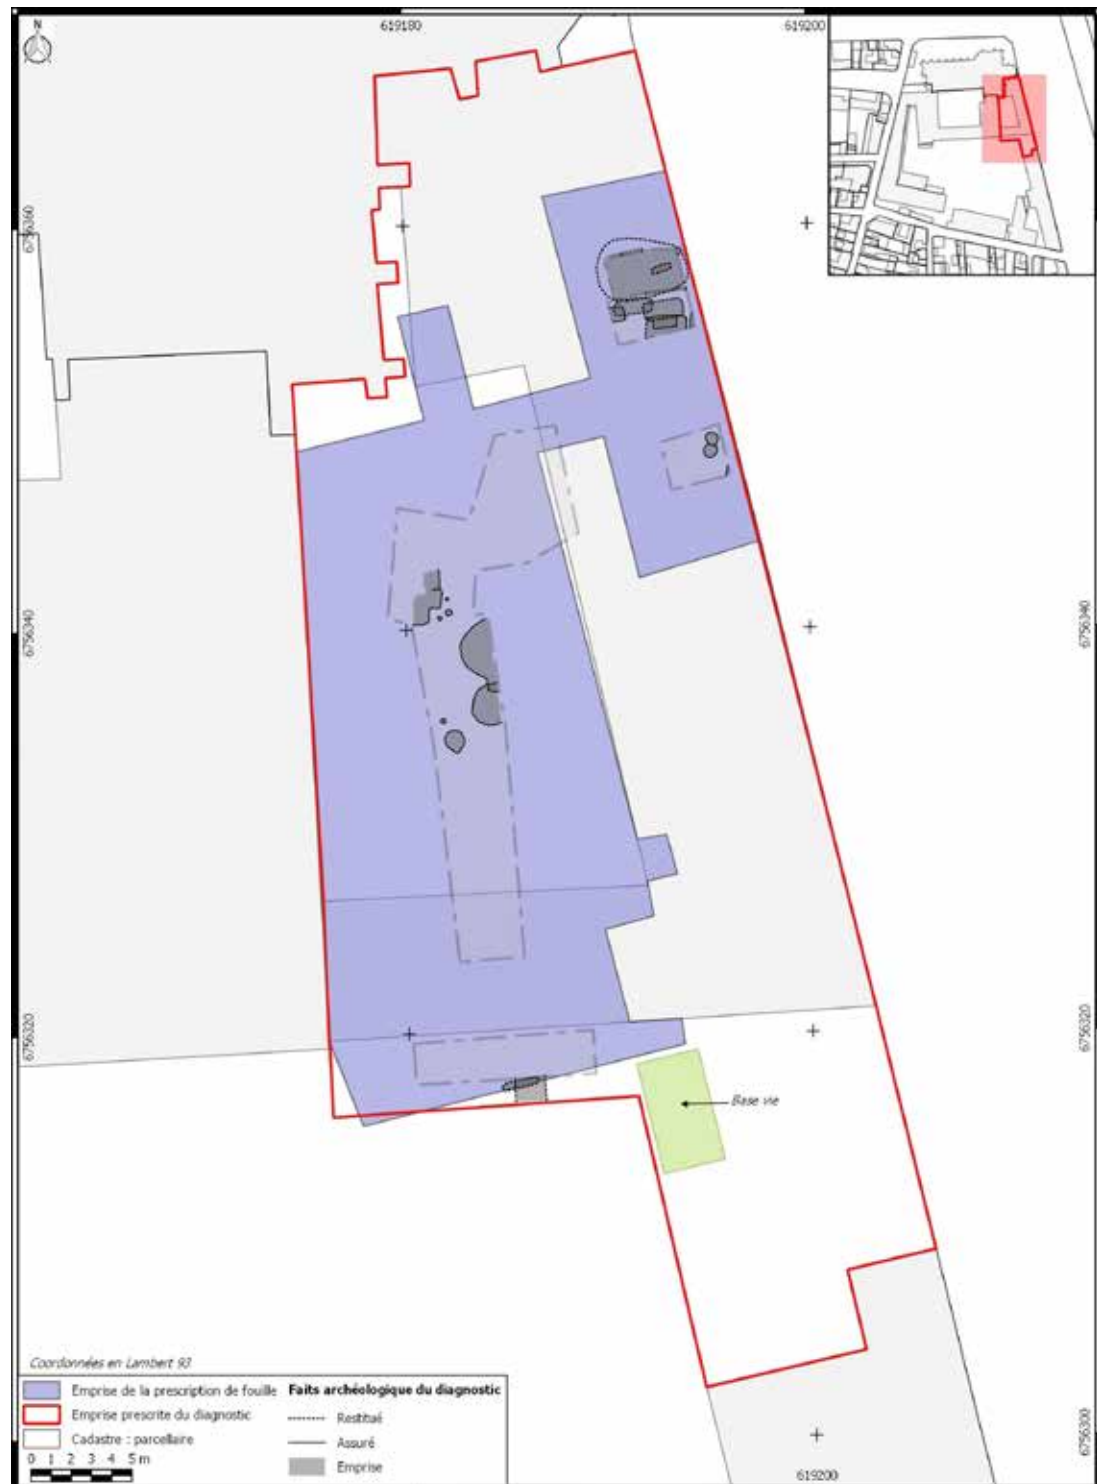 N
619180
619200
6756360
6756340
6756340
6756320
6756320
Base vie
Coordonnées en Lambert 93
Emprise de la prescription de fouille
Emprise prescrite du diagnostic
Cadastre : parcellaire
0 1 2 3 4 5 m
Faits archéologique du diagnostic
Restitué
Assuré
Emprise
619200
6756300